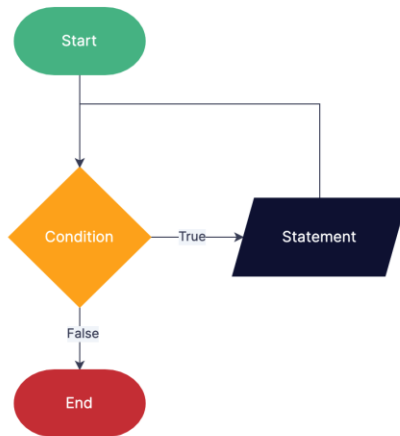 Start
Condition
True
Statement
False
End